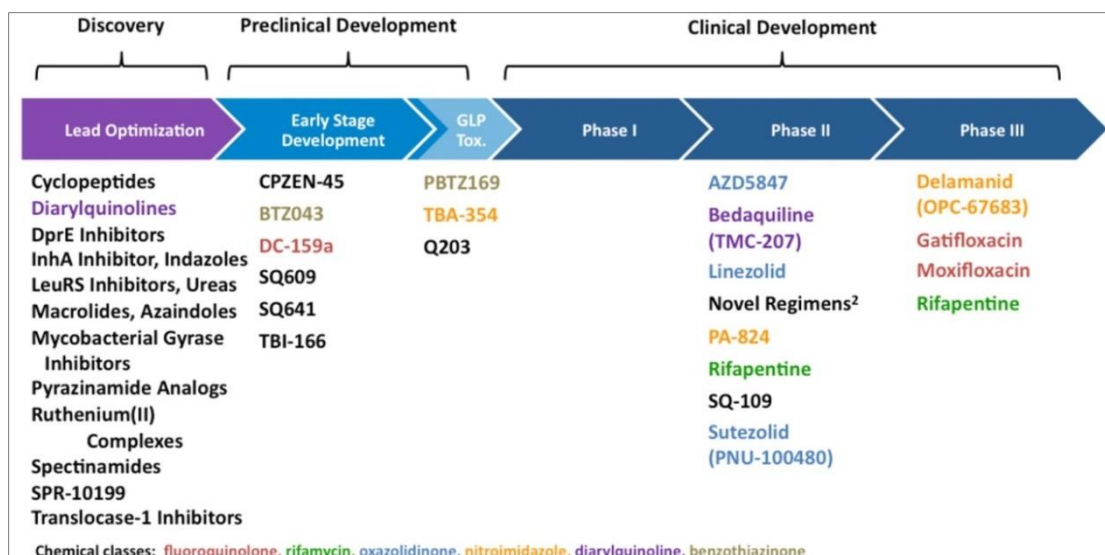 Discovery
Preclinical Development
Clinical Development
Lead Optimization
Early Stage
Development
GLP
Tox.
Phase I
Phase II
Phase III
Cyclopeptides
Diarylquinolines
DprE Inhibitors
InhA Inhibitor, Indazoles
LeuRS Inhibitors, Ureas
Macrolides, Azaindoles
Mycobacterial Gyrase
Inhibitors
Pyrazinamide Analogs
Ruthenium(II)
Complexes
Spectinamides
SPR-10199
Translocase-1 Inhibitors
CPZEN-45
BTZ043
DC-159a
SQ609
SQ641
TBI-166
PBTZ169
TBA-354
Q203
AZD5847
Bedaquiline
(TMC-207)
Linezolid
Novel Regimens²
PA-824
Rifapentine
SQ-109
Sutezolid
(PNU-100480)
Delamanid
(OPC-67683)
Gatifloxacin
Moxifloxacin
Rifapentine
Chemical classes: fluoroquinolone, rifamycin, oxazolidinone, nitroimidazole, diarylquinoline, benzothiazinone